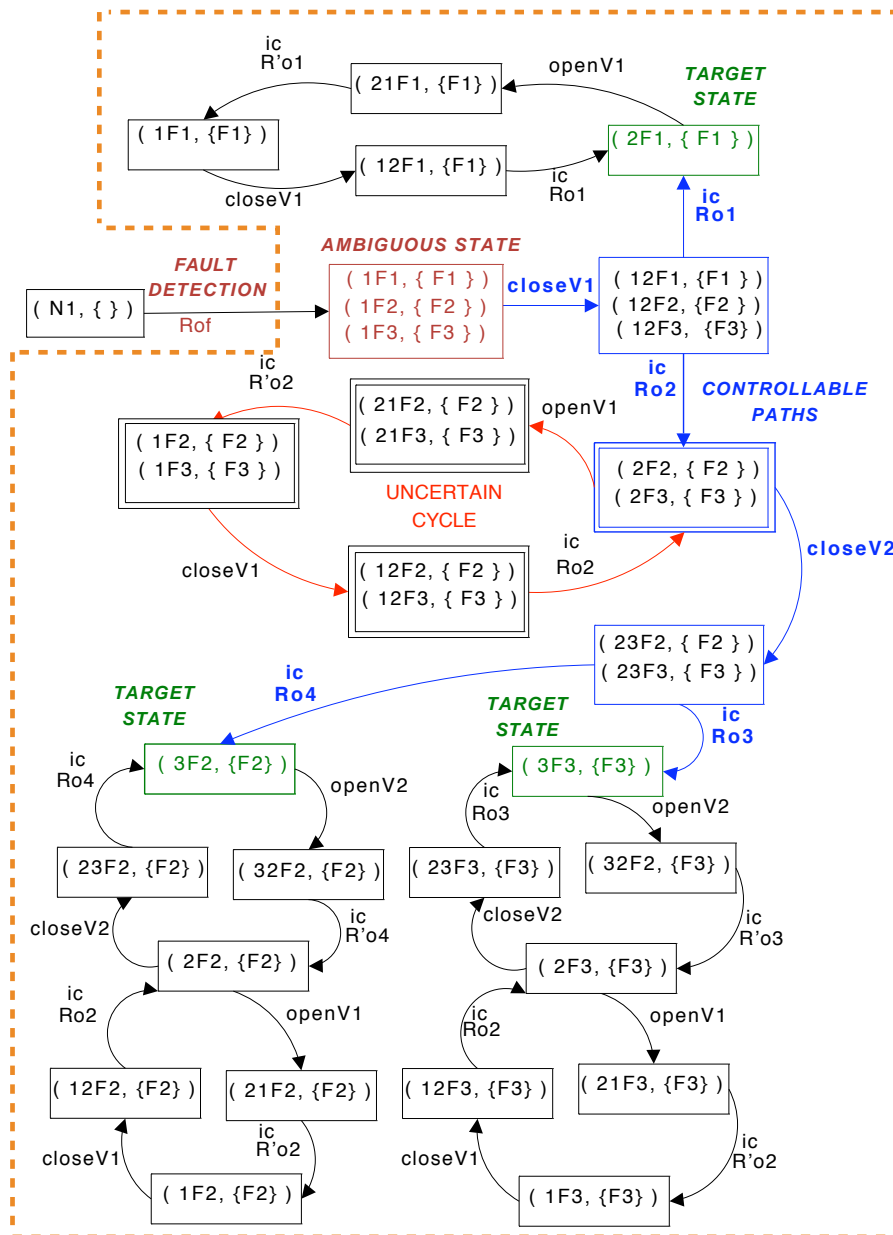 ic
R'o1
( 21F1, {F1} )
openV1
TARGET
STATE
( 1F1, {F1} )
( 2F1, { F1 } )
( 12F1, {F1} )
closeV1
ic
Ro1
ic
Ro1
FAULT
DETECTION
AMBIGUOUS STATE
( N1, { } )
Rof
( 1F1, { F1 } )
( 1F2, { F2 } )
( 1F3, { F3 } )
closeV1
( 12F1, {F1 } )
( 12F2, {F2 } )
( 12F3, {F3} )
ic
R'o2
ic
Ro2
CONTROLLABLE
PATHS
( 21F2, { F2 } )
( 21F3, { F3 } )
openV1
( 1F2, { F2 } )
( 1F3, { F3 } )
( 2F2, { F2 } )
( 2F3, { F3 } )
UNCERTAIN
CYCLE
closeV2
closeV1
ic
Ro2
( 12F2, { F2 } )
( 12F3, { F3 } )
( 23F2, { F2 } )
( 23F3, { F3 } )
ic
Ro4
TARGET
STATE
TARGET
STATE
ic
Ro3
( 3F2, {F2} )
( 3F3, {F3} )
ic
Ro4
openV2
ic
Ro3
openV2
( 23F2, {F2} )
( 32F2, {F2} )
( 23F3, {F3} )
( 32F2, {F3} )
closeV2
ic
R'o4
closeV2
ic
R'o3
( 2F2, {F2} )
( 2F3, {F3} )
ic
Ro2
openV1
ic
Ro2
openV1
( 12F2, {F2} )
( 21F2, {F2} )
( 12F3, {F3} )
( 21F3, {F3} )
closeV1
ic
R'o2
closeV1
ic
R'o2
( 1F2, {F2} )
( 1F3, {F3} )